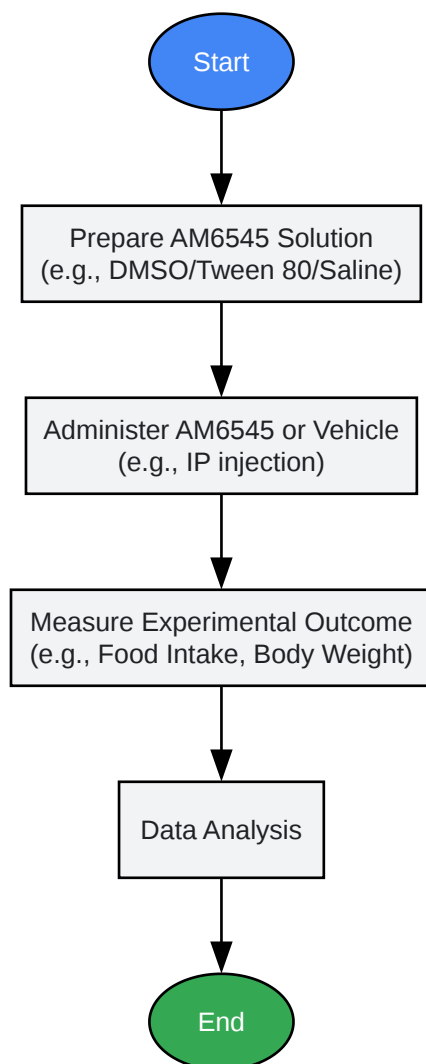 Start
Prepare AM6545 Solution
(e.g., DMSO/Tween 80/Saline)
Administer AM6545 or Vehicle
(e.g., IP injection)
Measure Experimental Outcome
(e.g., Food Intake, Body Weight)
Data Analysis
End